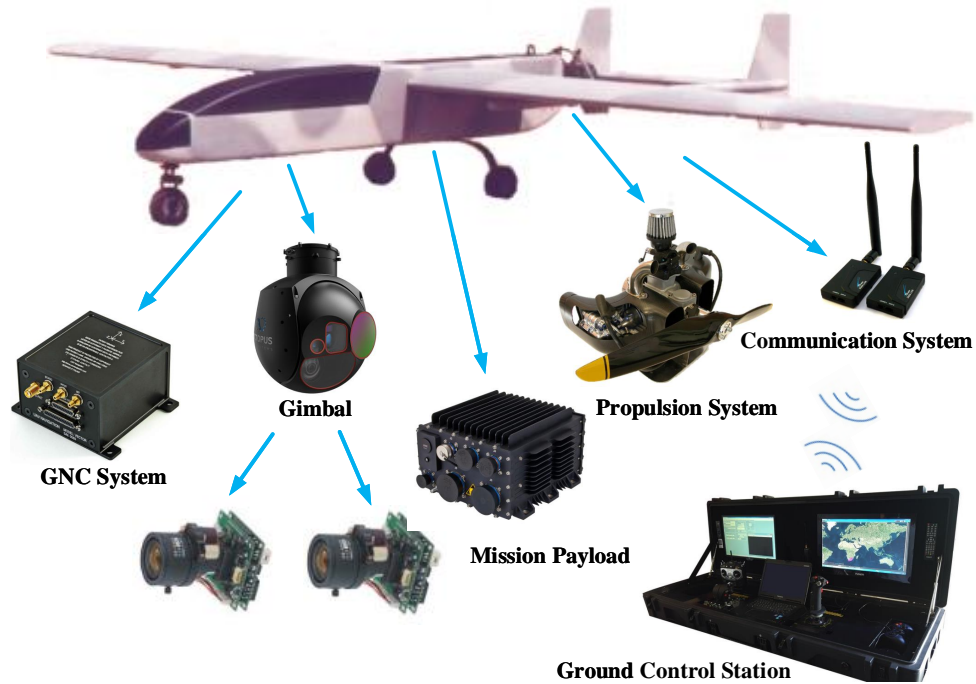 GNC System
Gimbal
Mission Payload
Propulsion System
Communication System
Ground Control Station